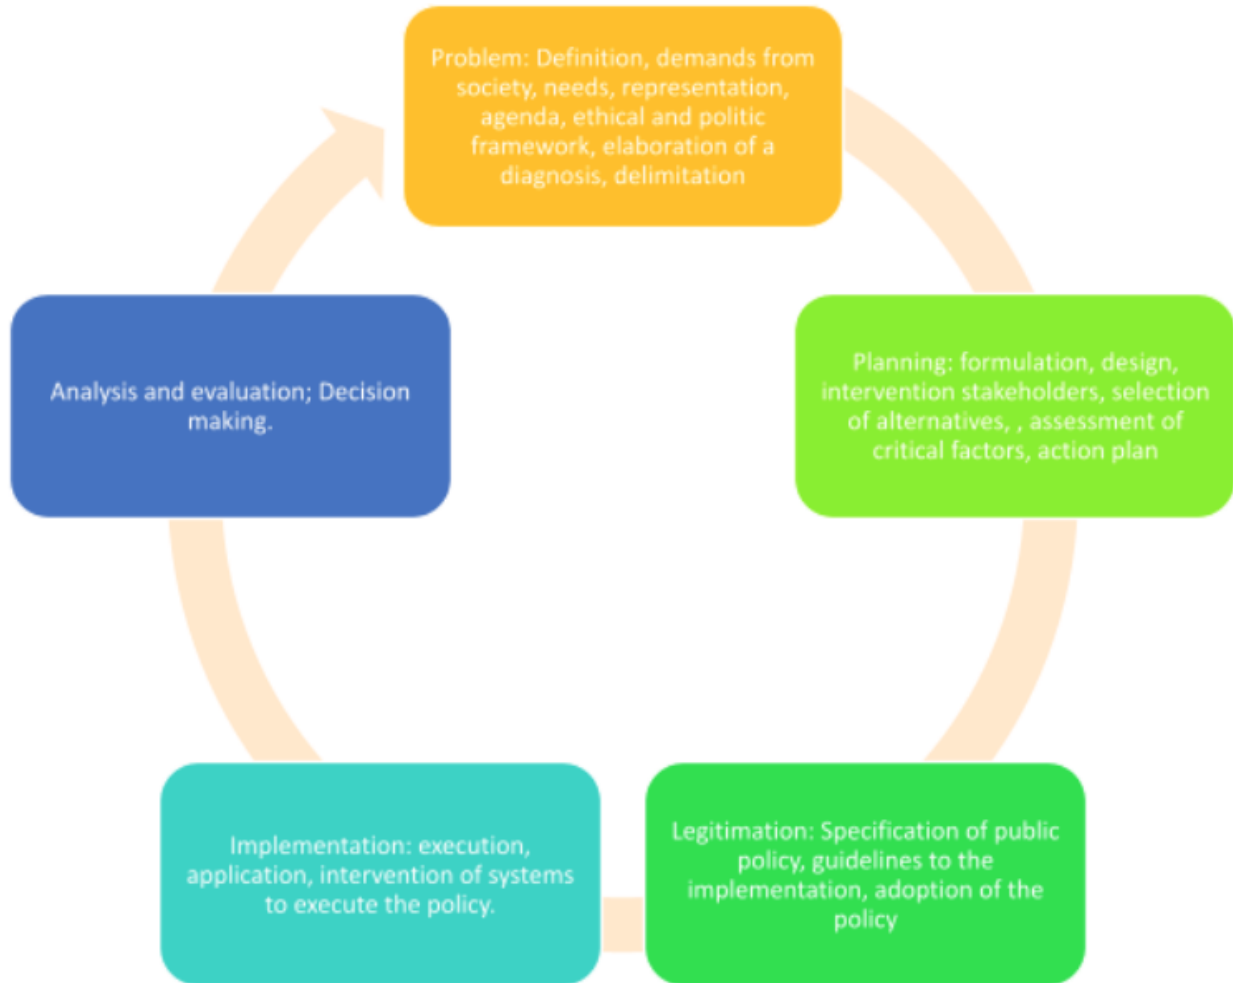 Problem: Definition, demands from
society, needs, representation,
agenda, ethical and politic
framework, elaboration of a
diagnosis, delimitation
Planning: formulation, design,
intervention stakeholders, selection
of alternatives, , assessment of
critical factors, action plan
Legitimation: Specification of public
policy, guidelines to the
implementation, adoption of the
policy
Implementation: execution,
application, intervention of systems
to execute the policy.
Analysis and evaluation; Decision
making.